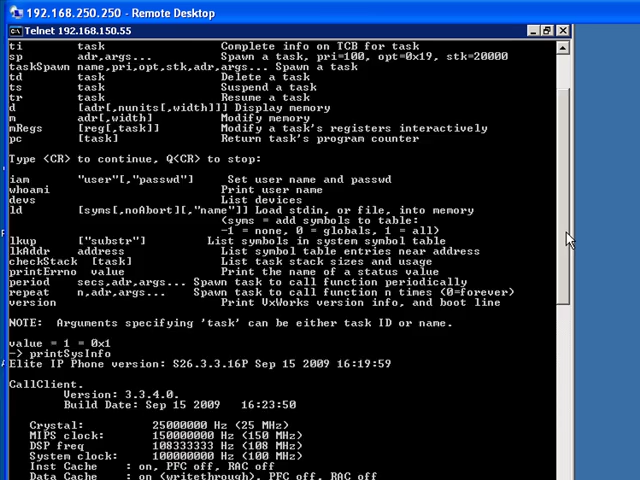 192.168.250.250 - Remote Desktop
Telnet 192.168.150.55
ti task Complete info on TCB for task
sp adr,args... Spawn a task, pri=100, opt=0x19, stk=20000
taskSpawn name,pri,opt,stk,adr,args... Spawn a task
td task Delete a task
ts task Suspend a task
tr task Resume a task
d [adr[,nunits[,width]]] Display memory
m adr[,width] Modify memory
mRegs [reg[,task]] Modify a task's registers interactively
pc [task] Return task's program counter
Type <CR> to continue, Q<CR> to stop:
iam "user"[,"passwd"] Set user name and passwd
whoami Print user name
devs List devices
ld [syms[,noAbort][,"name"]] Load stdin, or file, into memory
(syms = add symbols to table:
-1 = none, 0 = globals, 1 = all)
lkup ["substr"] List symbols in system symbol table
lkAddr address List symbol table entries near address
checkStack [task] List task stack sizes and usage
printErrno value Print the name of a status value
period secs,adr,args... Spawn task to call function periodically
repeat n,adr,args... Spawn task to call function n times (0=forever)
version Print VxWorks version info, and boot line
NOTE: Arguments specifying 'task' can be either task ID or name.
value = 1 = 0x1
-> printSysInfo
Elite IP Phone version: S26.3.3.16P Sep 15 2009 16:19:59
CallClient.
Version: 3.3.4.0.
Build Date: Sep 15 2009 16:23:50
Crystal: 25000000 Hz (25 MHz)
MIPS clock: 150000000 Hz (150 MHz)
DSP freq 108333333 Hz (108 MHz)
System clock: 100000000 Hz (100 MHz)
Inst Cache : on, PFC off, RAC off
Data Cache : on (writethrough), PFC off, RAC off